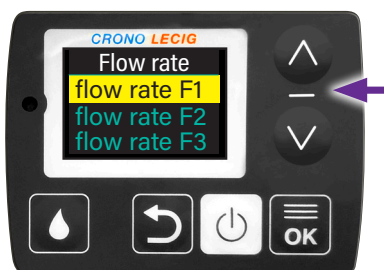 CRONO LECIG
Flow rate
flow rate F1
flow rate F2
flow rate F3
OK